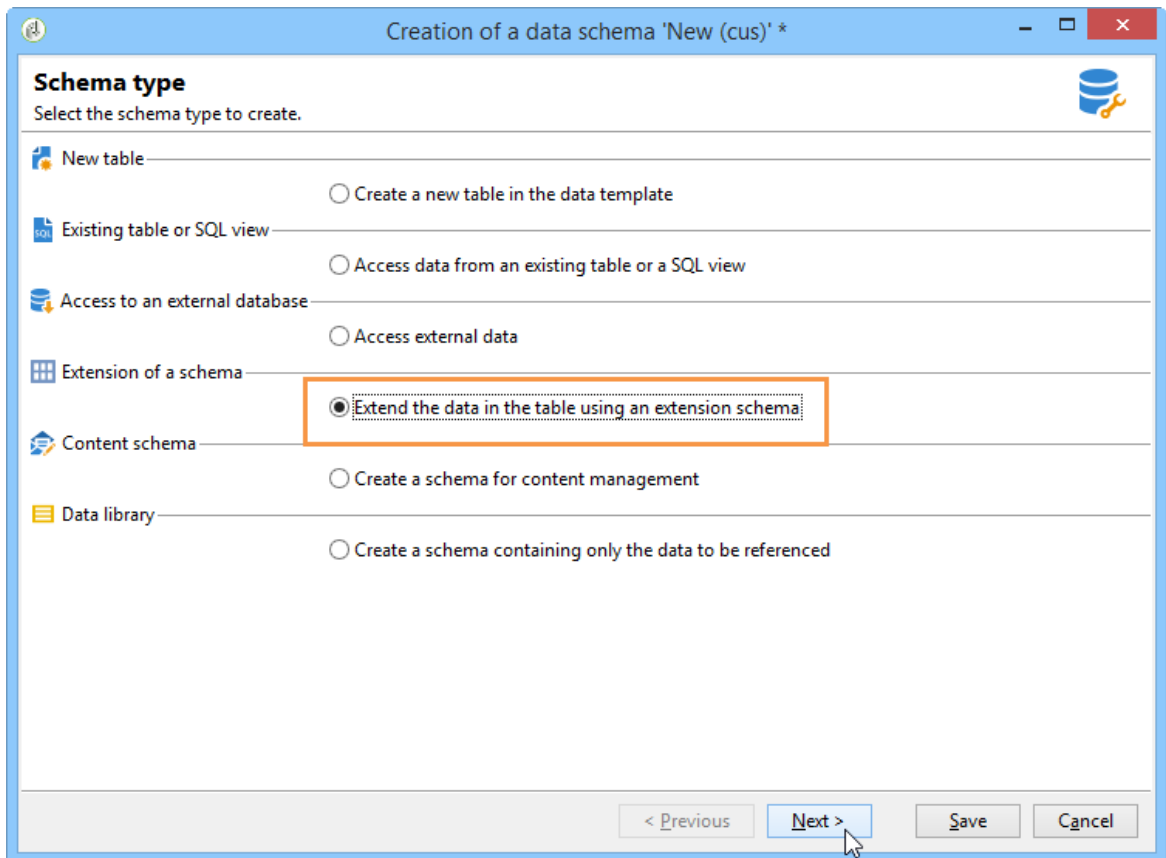 Creation of a data schema 'New (cus)' *
Schema type
Select the schema type to create.
New table
Create a new table in the data template
SQL Existing table or SQL view
Access data from an existing table or a SQL view
Access to an external database
Access external data
Extension of a schema
Extend the data in the table using an extension schema
Content schema
Create a schema for content management
Data library
Create a schema containing only the data to be referenced
< Previous Next > Save Cancel